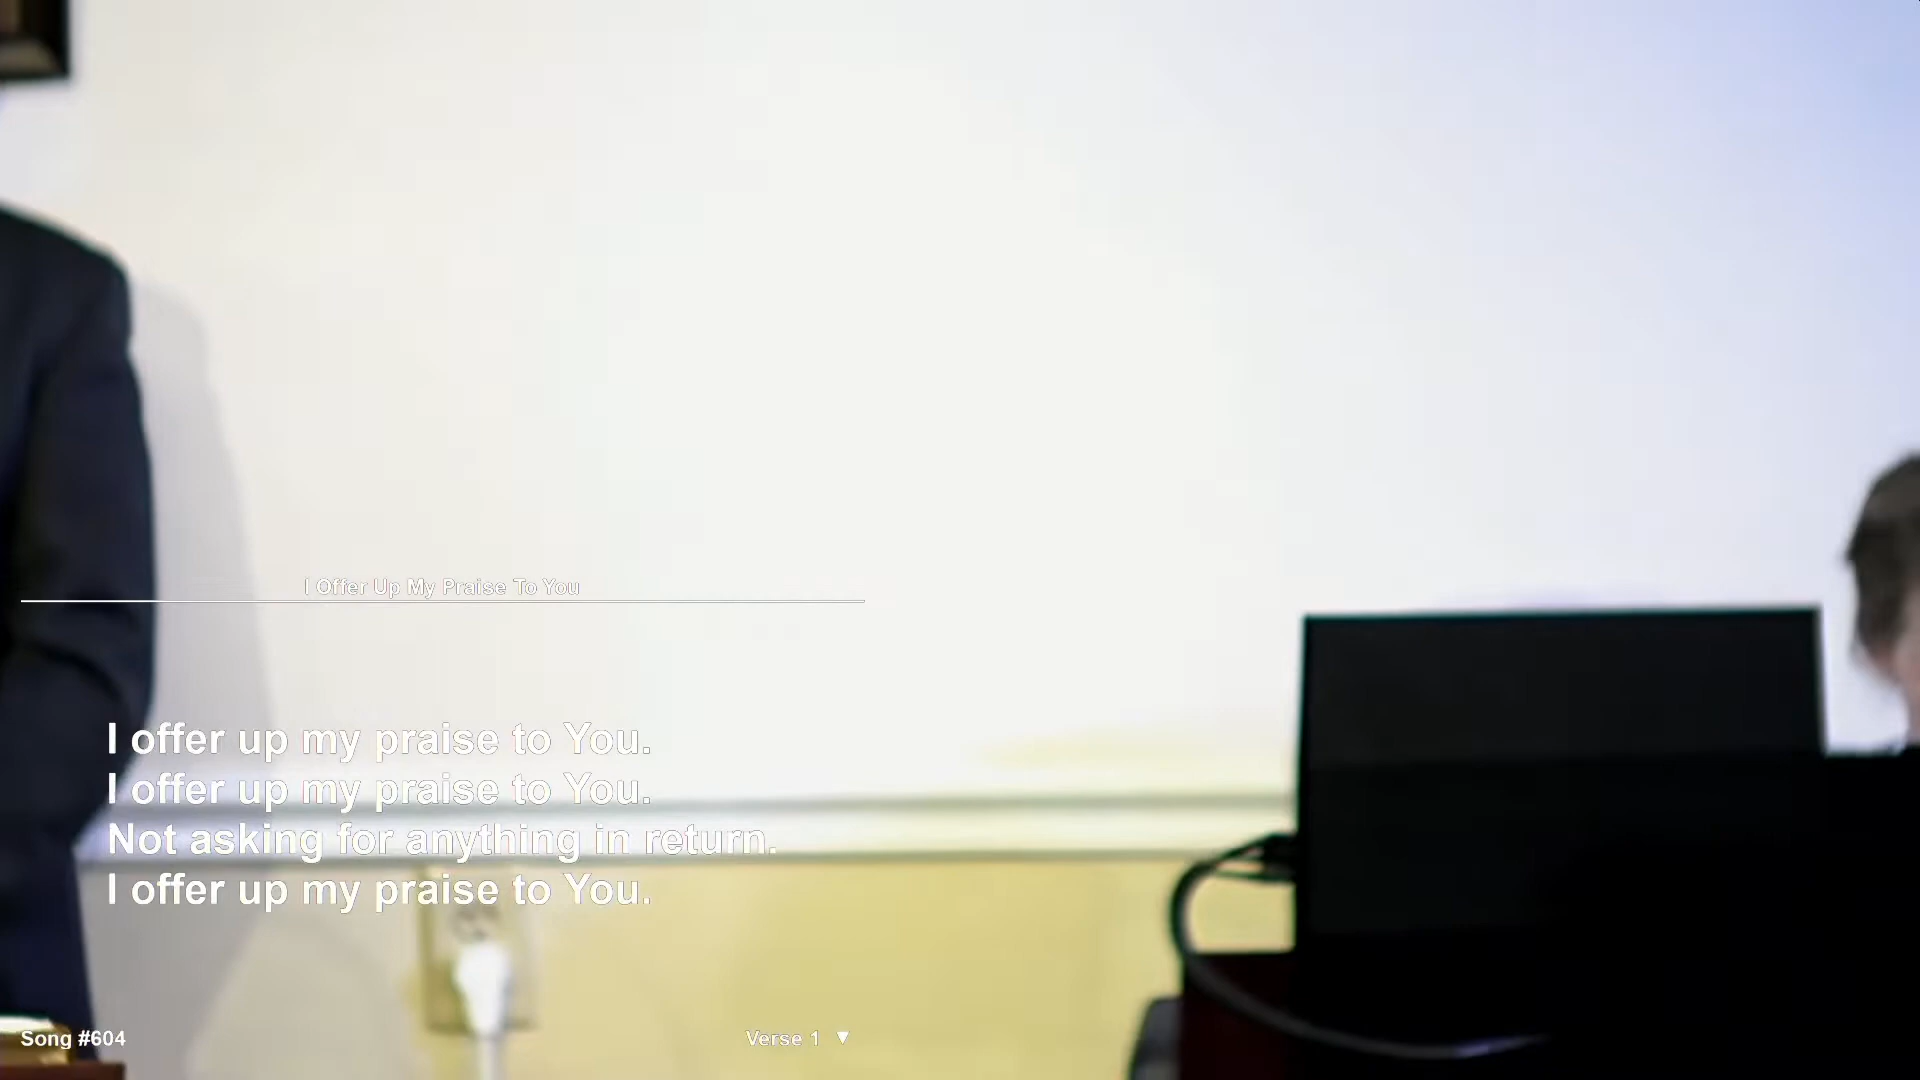 I Offer Up My Praise To You
I offer up my praise to You.
I offer up my praise to You.
Not asking for anything in return.
I offer up my praise to You.
Song #604
Verse 1 ▼